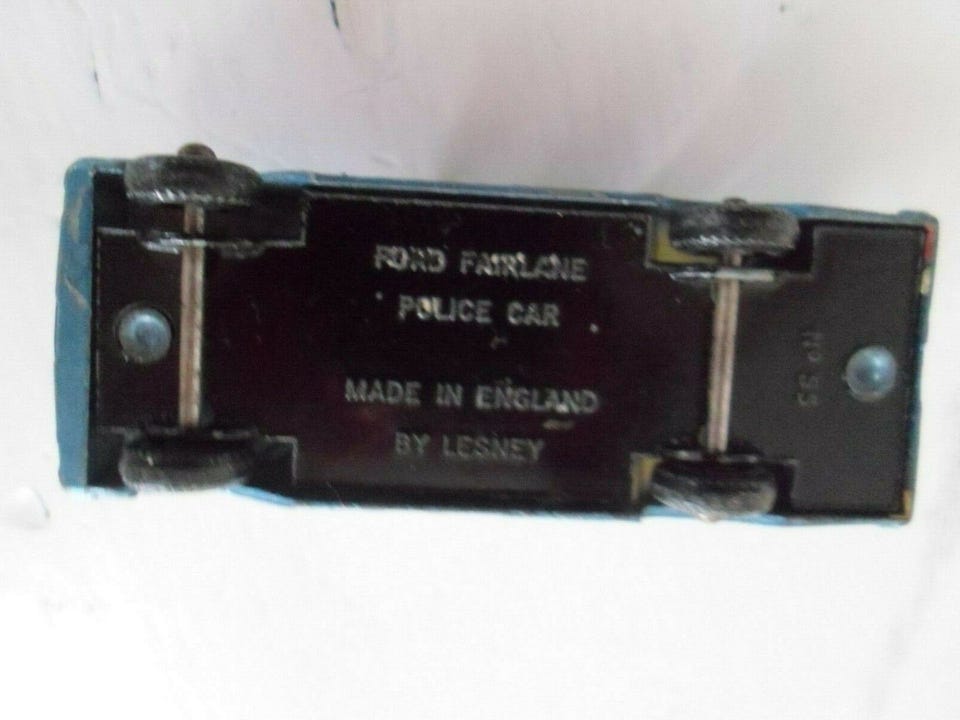 FORD FAIRLANE
POLICE CAR
MADE IN ENGLAND
BY LESNEY
No 55